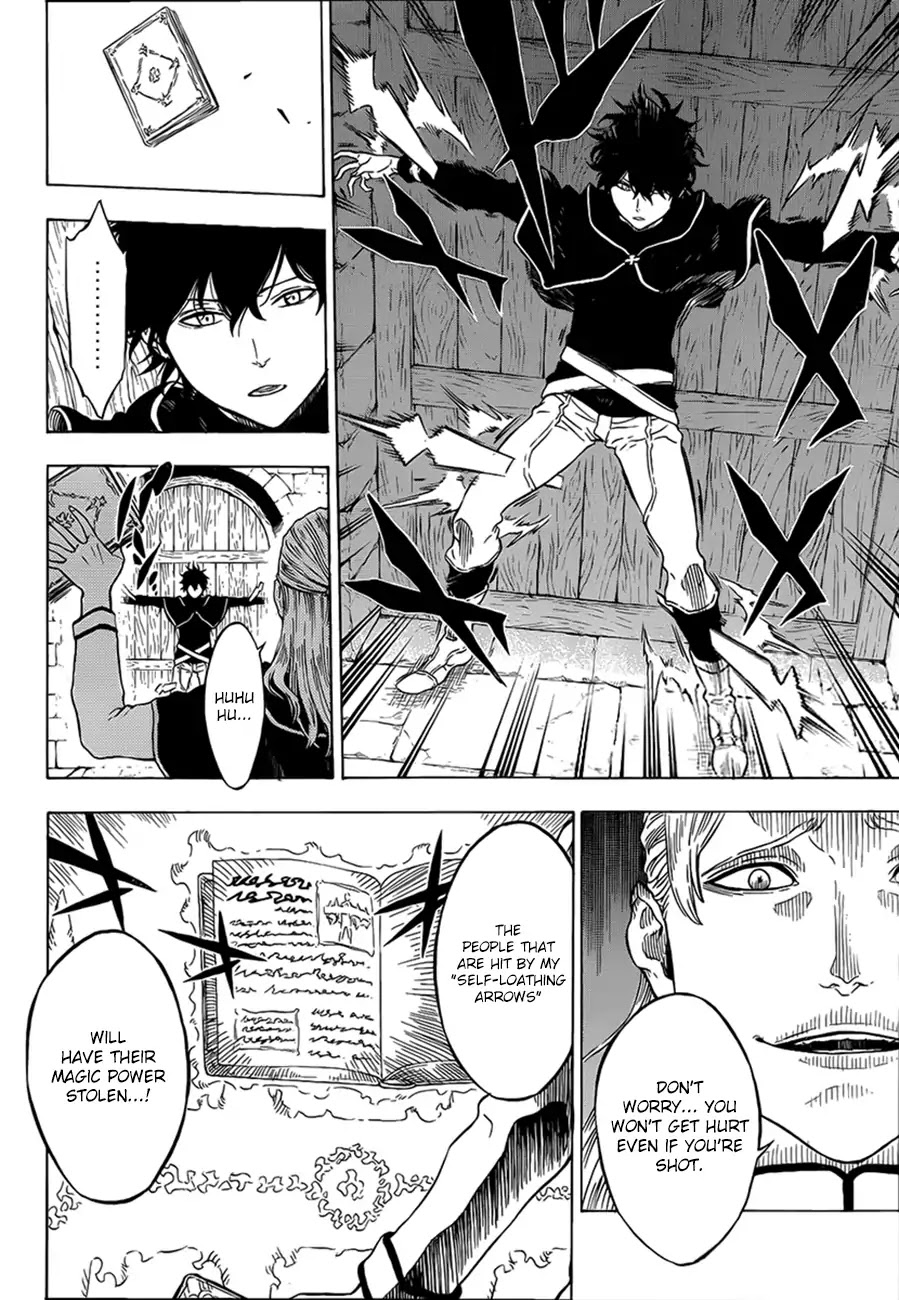 ..........
HUHU
HU...
DON'T
WORRY... YOU
WON'T GET HURT
EVEN IF YOU'RE
SHOT.
THE
PEOPLE THAT
ARE HIT BY MY
"SELF-LOATHING
ARROWS"
WILL
HAVE THEIR
MAGIC POWER
STOLEN...!